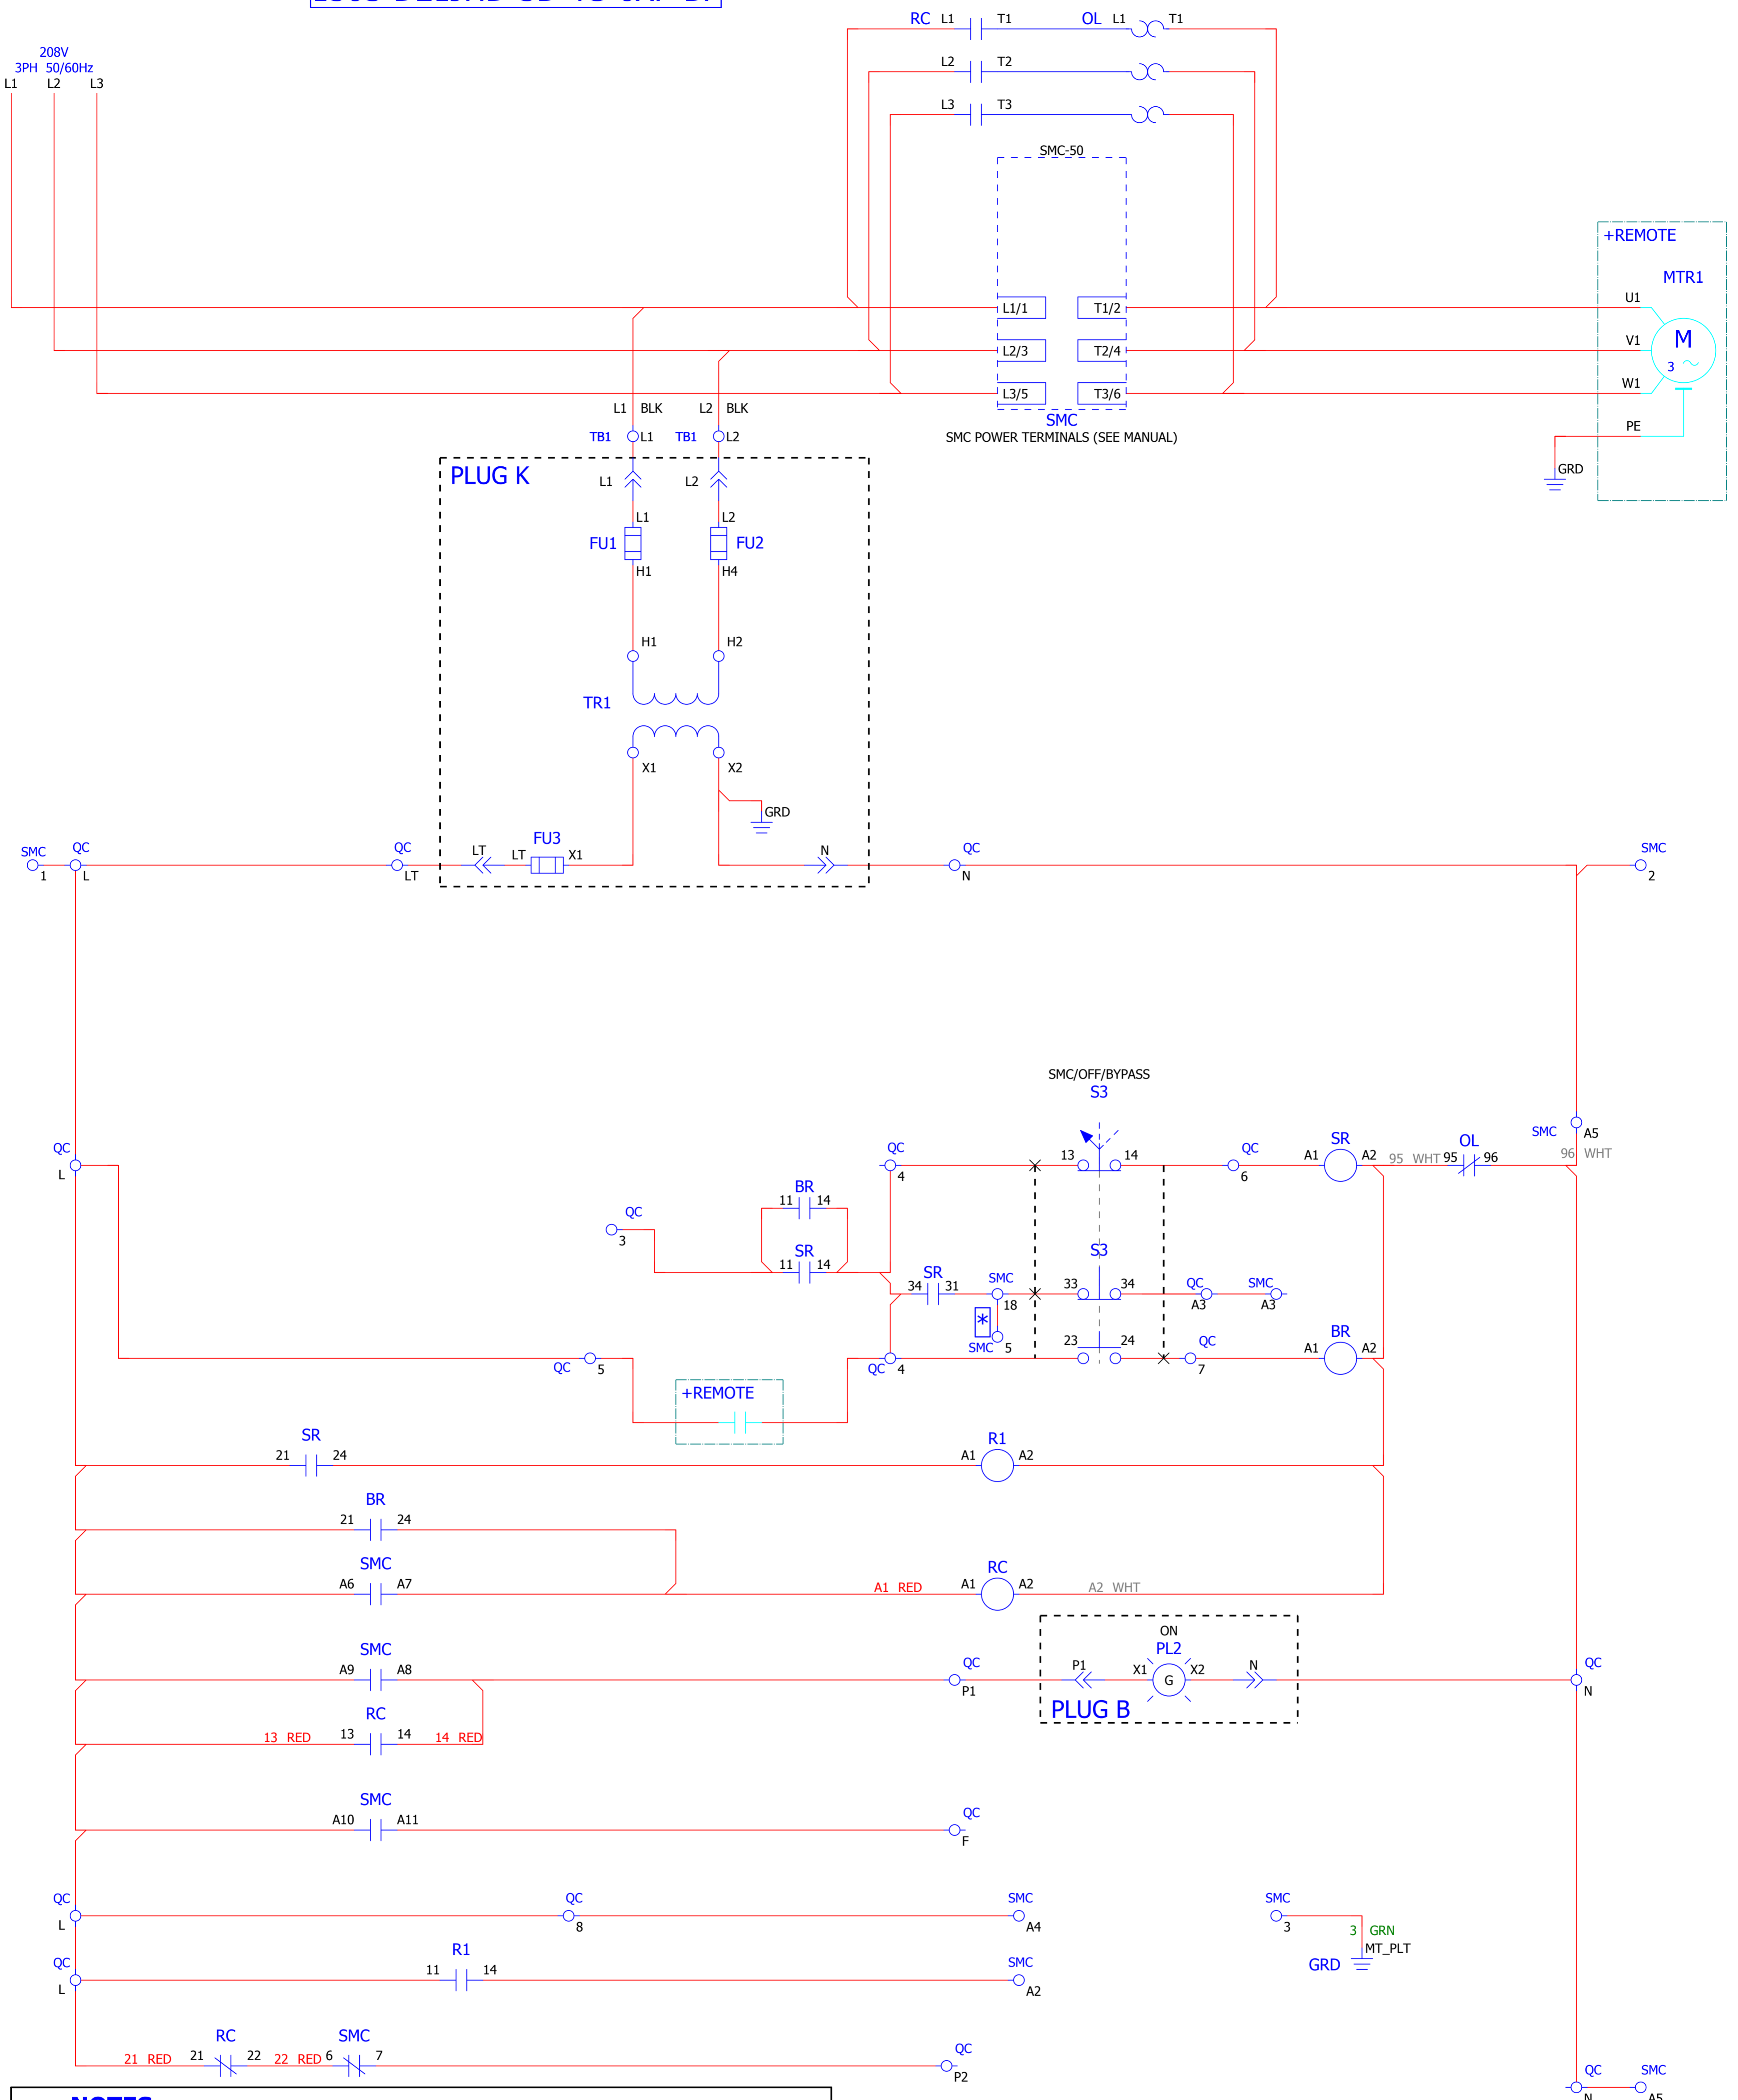 RC L1 T1 OL L1 T1
208V
3PH 50/60Hz
L1 L2 L3
L2 T2
L3 T3
SMC-50
+REMOTE
MTR1
L1/1 T1/2 U1
L2/3 T2/4 V1
M
3
L3/5 T3/6 W1
L1 BLK L2 BLK
SMC
SMC POWER TERMINALS (SEE MANUAL)
PE
TB1 L1 TB1 L2
GRD
PLUG K
L1 L2
L1 L2
FU1 FU2
H1 H4
H1 H2
TR1
X1 X2
GRD
FU3
SMC QC QC LT LT X1 N QC SMC
1 L LT N 2
SMC/OFF/BYPASS
S3
SMC A5
QC QC 13 14 QC SR OL
L 4 6 A1 A2 95 WHT 95 96 96 WHT
BR
11 14
QC
3
SR
11 14
S3
SR
34 31 SMC 33 34 QC SMC
18 A3 A3
*
SMC 5
23 24 QC BR
QC 5 QC 4 7 A1 A2
+REMOTE
SR R1
21 24 A1 A2
BR
21 24
SMC RC
A6 A7 A1 RED A1 A2 A2 WHT
ON
SMC PL2
A9 A8 QC P1 X1 G X2 N QC
P1 N
PLUG B
RC
13 RED 13 14 14 RED
SMC
A10 A11 QC
F
QC QC SMC SMC
L 8 A4 3
3 GRN
MT_PLT
GRD
QC R1 SMC
L 11 14 A2
RC SMC
21 RED 21 22 22 RED 6 7 QC
P2
QC SMC
N A5